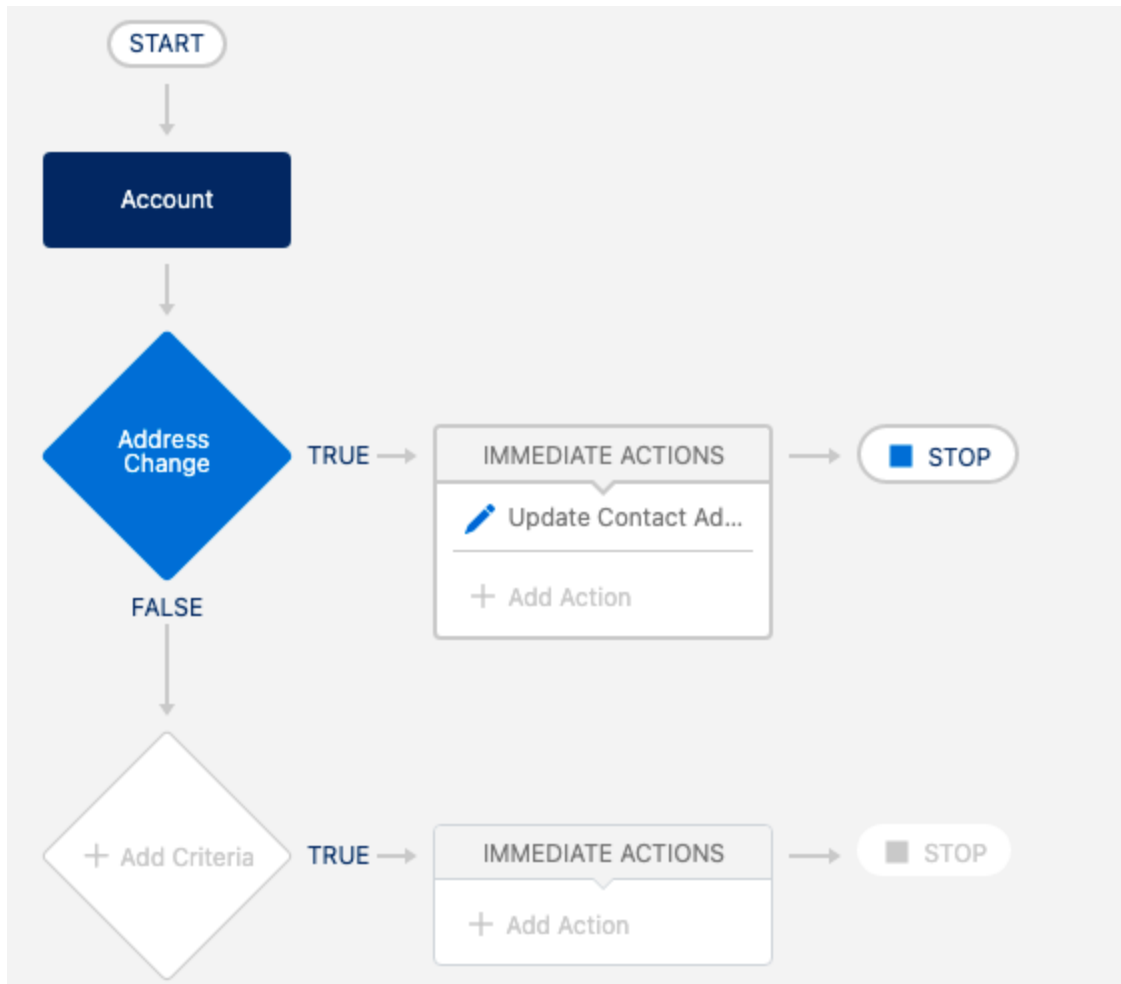 START
Account
Address
Change
TRUE
IMMEDIATE ACTIONS
STOP
Update Contact Ad...
+ Add Action
FALSE
+ Add Criteria
TRUE
IMMEDIATE ACTIONS
STOP
+ Add Action